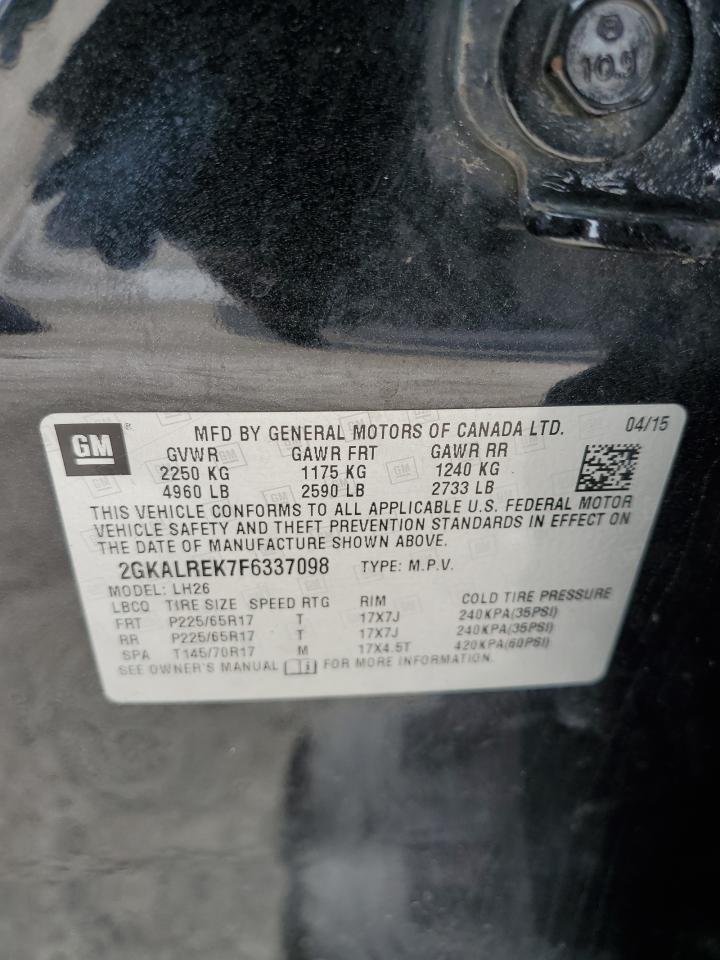 10.9
GM
®
MFD BY GENERAL MOTORS OF CANADA LTD. 04/15
GVWR GAWR FRT GAWR RR
2250 KG 1175 KG 1240 KG
4960 LB 2590 LB 2733 LB
THIS VEHICLE CONFORMS TO ALL APPLICABLE U.S. FEDERAL MOTOR
VEHICLE SAFETY AND THEFT PREVENTION STANDARDS IN EFFECT ON
THE DATE OF MANUFACTURE SHOWN ABOVE.
2GKALREK7F6337098 TYPE: M.P.V.
MODEL: LH26
LBCQ TIRE SIZE SPEED RTG RIM COLD TIRE PRESSURE
FRT P225/65R17 T 17X7J 240KPA(35PSI)
RR P225/65R17 T 17X7J 240KPA(35PSI)
SPA T145/70R17 M 17X4.5T 420KPA(60PSI)
SEE OWNER'S MANUAL FOR MORE INFORMATION.